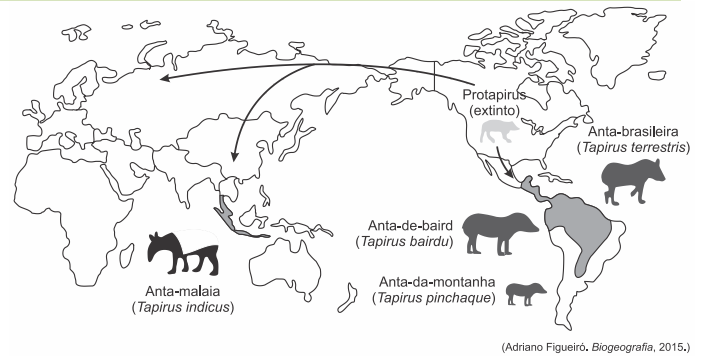 Protapirus
(extinto)
Anta-brasileira
(Tapirus terrestris)
Anta-de-baird
(Tapirus bairdu)
Anta-da-montanha
(Tapirus pinchaque)
Anta-malaia
(Tapirus indicus)
(Adriano Figueiró. Biogeografia, 2015.)